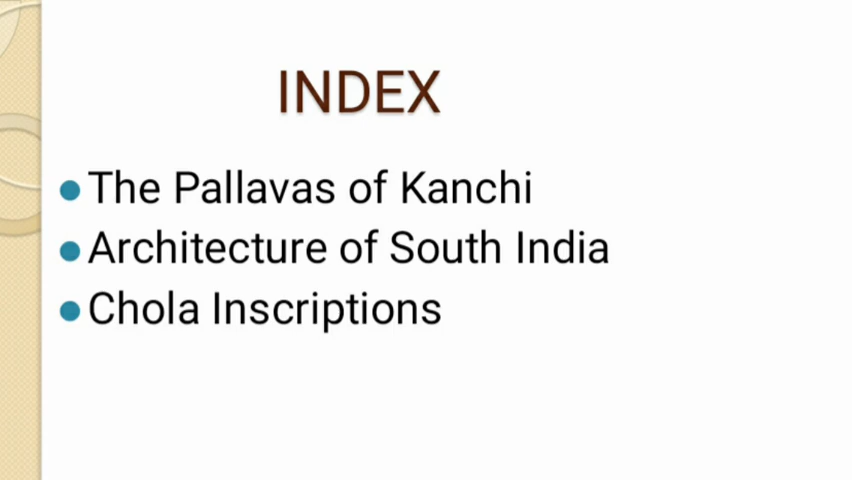 INDEX
The Pallavas of Kanchi
Architecture of South India
Chola Inscriptions